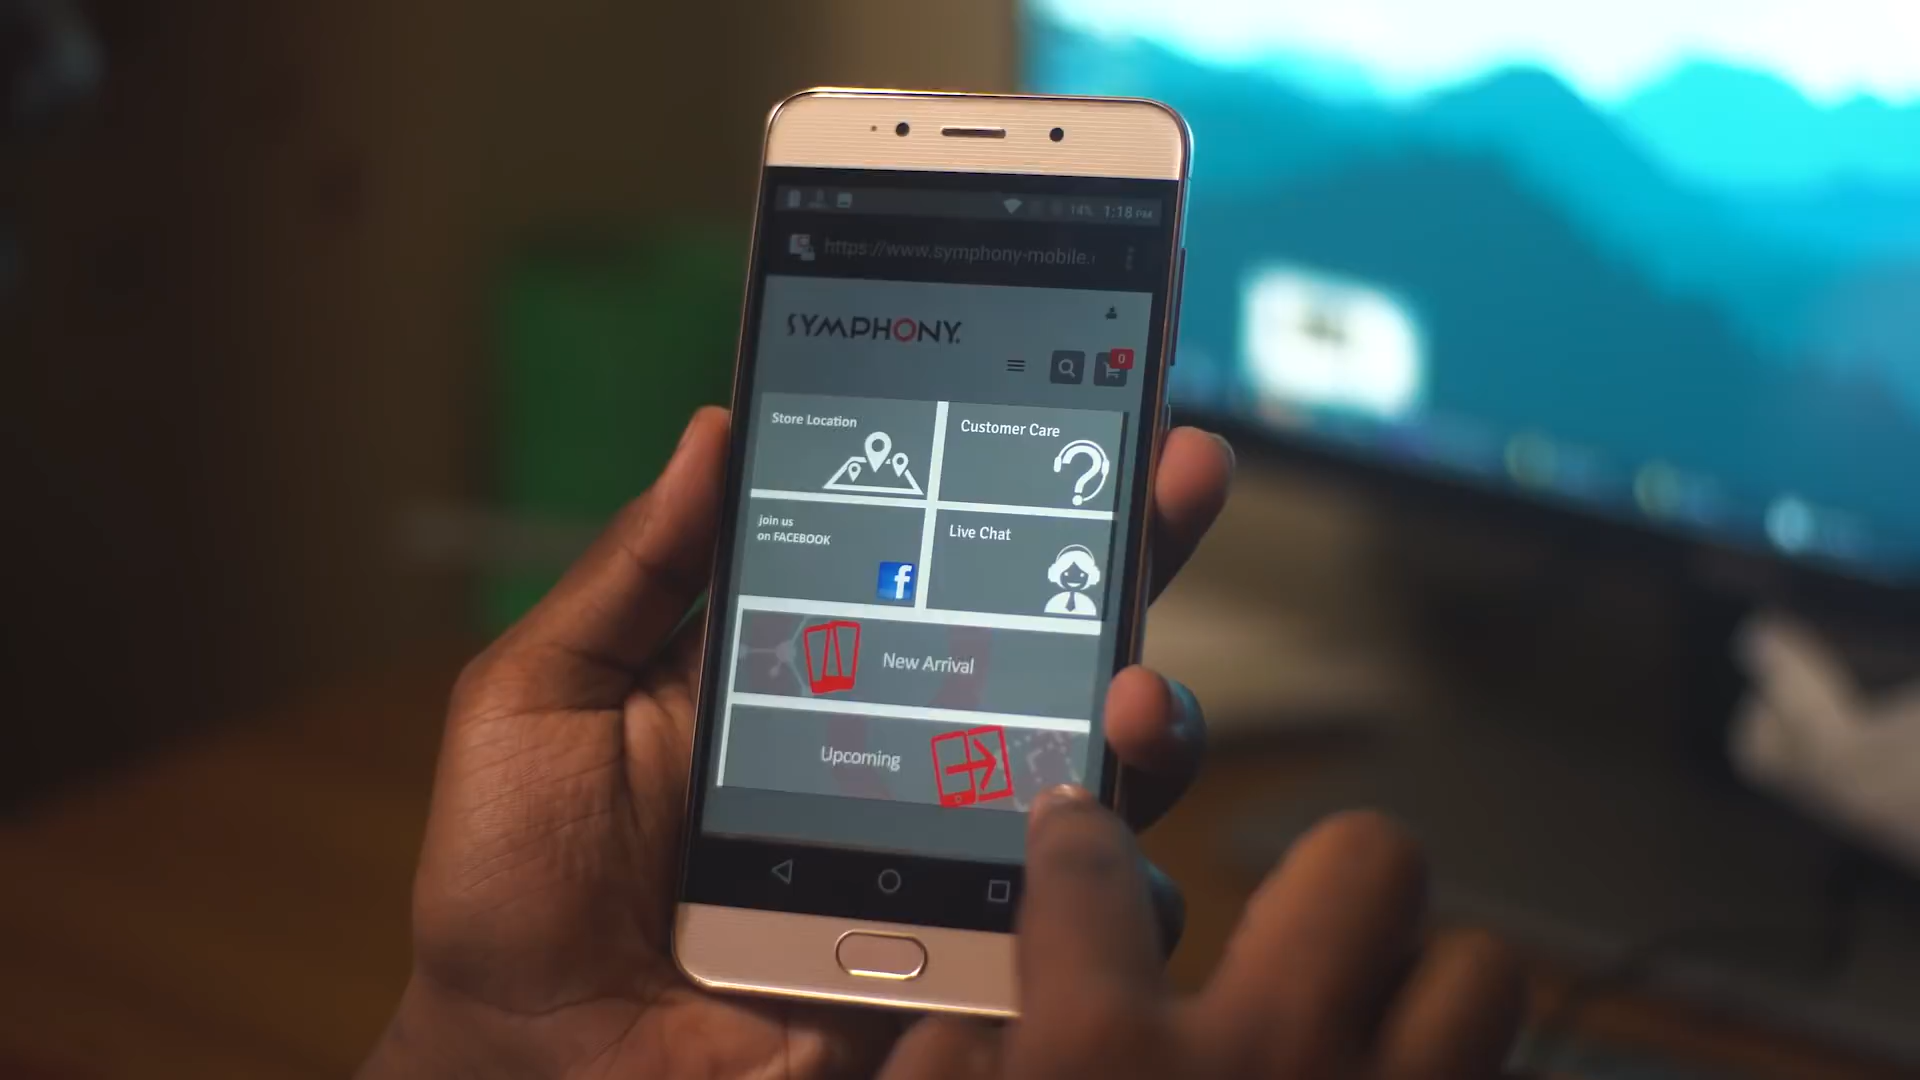 14% 1:18 PM
https://www.symphony-mobile.
SYMPHONY.
0
Store Location
Customer Care
Join us
on FACEBOOK
f
Live Chat
New Arrival
Upcoming